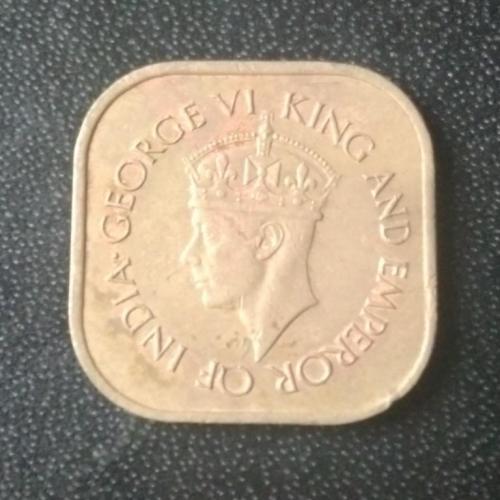 GEORGE VI KING AND EMPEROR OF INDIA